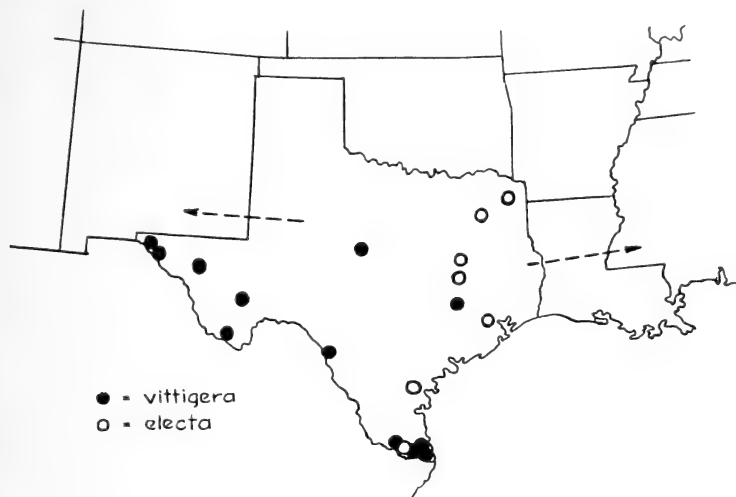 ● = vittigera
○ = electa